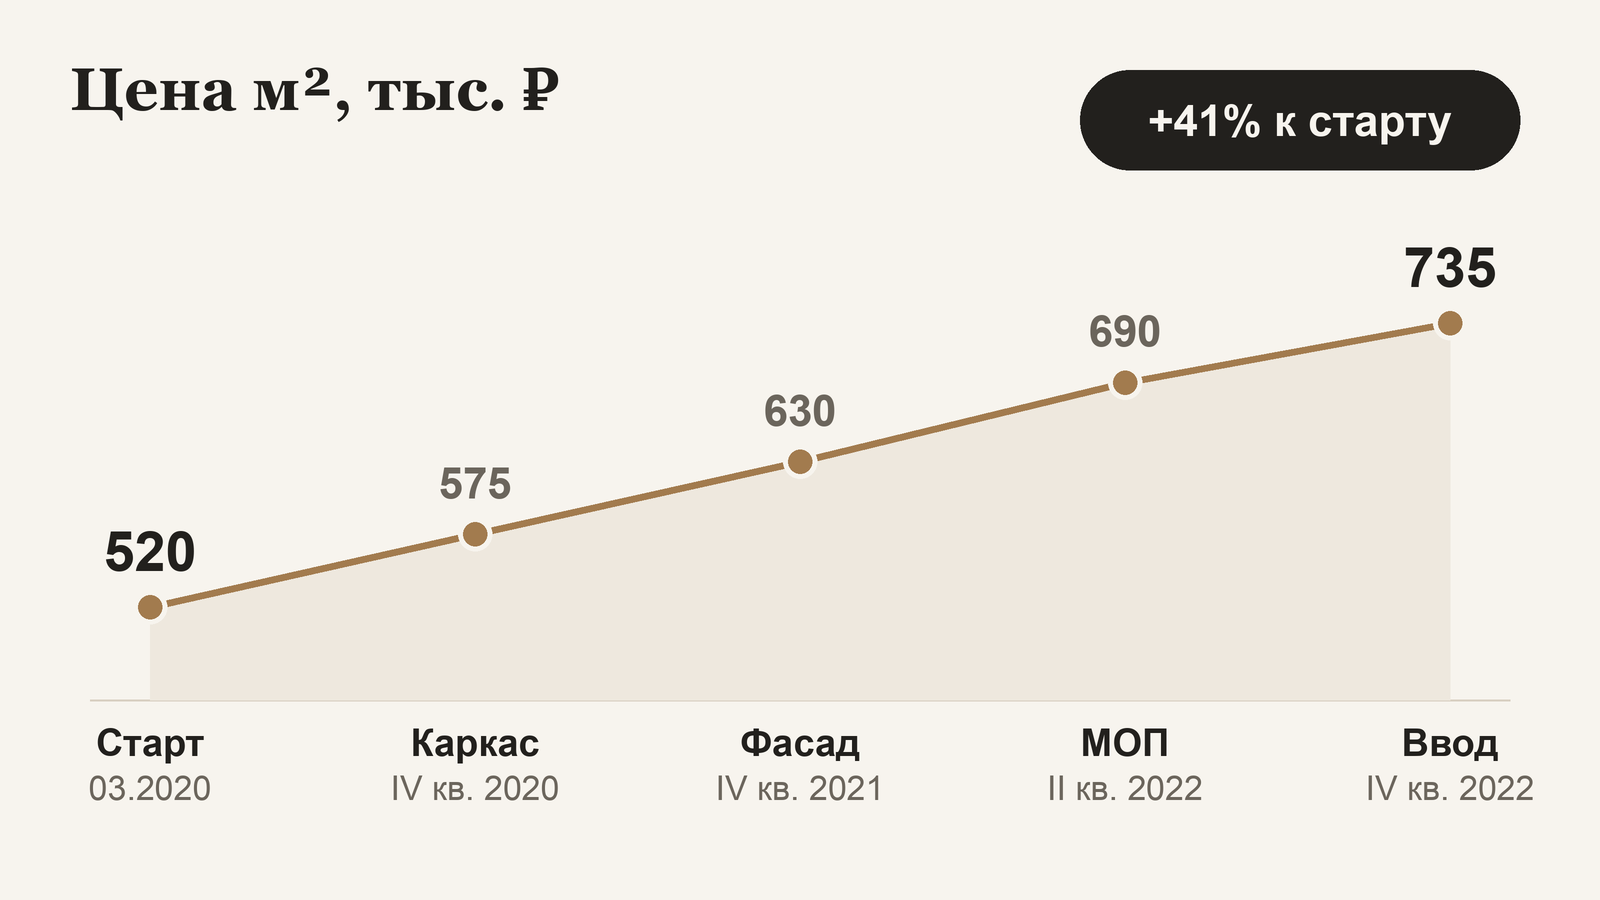 Цена м², тыс. ₽
+41% к старту
520
575
630
690
735
Старт
Каркас
Фасад
МОП
Ввод
03.2020
IV кв. 2020
IV кв. 2021
II кв. 2022
IV кв. 2022